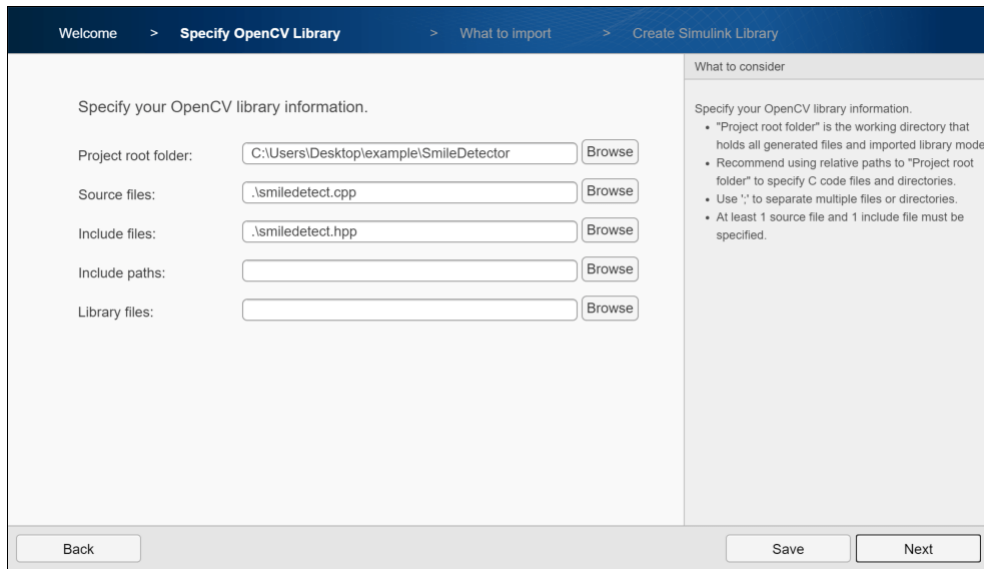 Welcome > Specify OpenCV Library > What to import > Create Simulink Library
Specify your OpenCV library information.
Project root folder: C:\Users\Desktop\example\SmileDetector Browse
Source files: .\smiledetect.cpp Browse
Include files: .\smiledetect.hpp Browse
Include paths: Browse
Library files: Browse
What to consider
Specify your OpenCV library information.
• "Project root folder" is the working directory that
holds all generated files and imported library mode
• Recommend using relative paths to "Project root
folder" to specify C code files and directories.
• Use ';' to separate multiple files or directories.
• At least 1 source file and 1 include file must be
specified.
Back Save Next